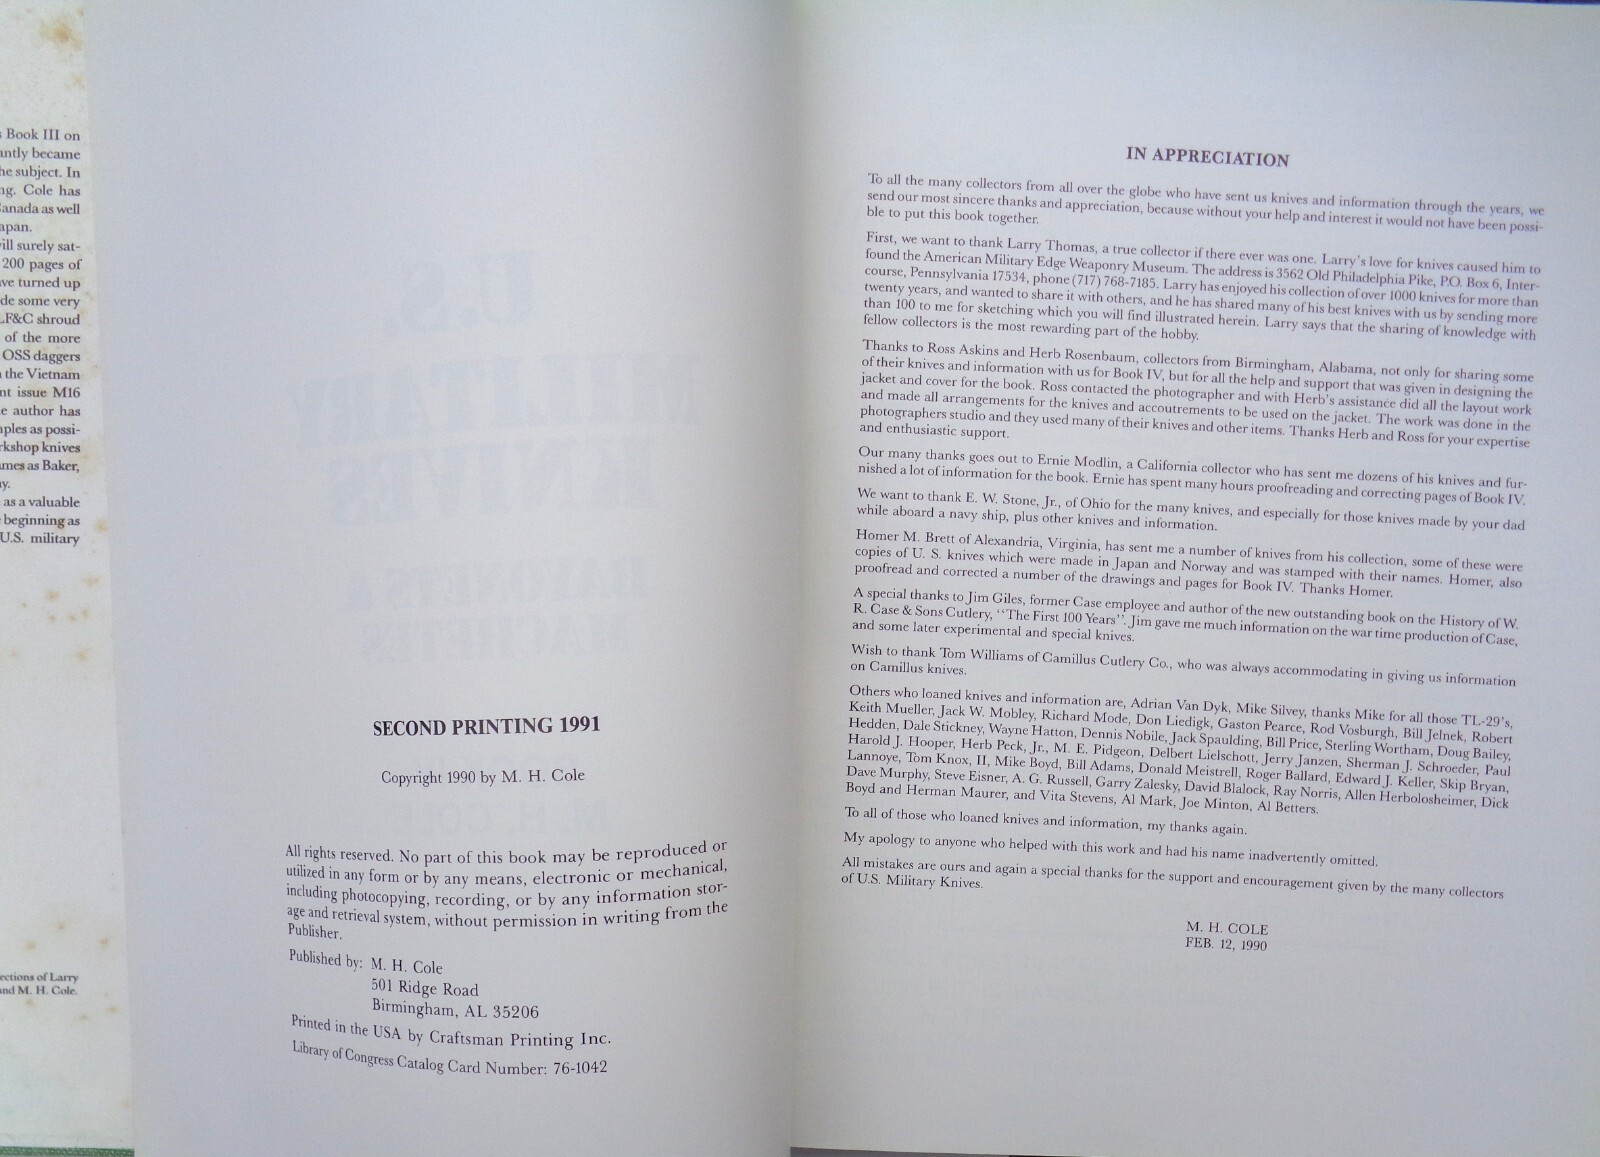 s Book III on
antly became
he subject. In
ng. Cole has
Canada as well
apan.
ill surely sat-
200 pages of
ve turned up
de some very
LF&C shroud
of the more
OSS daggers
n the Vietnam
nt issue M16
e author has
ples as possi-
rkshop knives
mes as Baker,
y.
as a valuable
beginning as
U.S. military
ections of Larry
and M. H. Cole.
SECOND PRINTING 1991
Copyright 1990 by M. H. Cole
All rights reserved. No part of this book may be reproduced or
utilized in any form or by any means, electronic or mechanical,
including photocopying, recording, or by any information stor-
age and retrieval system, without permission in writing from the
Publisher.
Published by: M. H. Cole
501 Ridge Road
Birmingham, AL 35206
Printed in the USA by Craftsman Printing Inc.
Library of Congress Catalog Card Number: 76-1042
IN APPRECIATION
To all the many collectors from all over the globe who have sent us knives and information through the years, we
send our most sincere thanks and appreciation, because without your help and interest it would not have been possi-
ble to put this book together.
First, we want to thank Larry Thomas, a true collector if there ever was one. Larry's love for knives caused him to
found the American Military Edge Weaponry Museum. The address is 3562 Old Philadelphia Pike, P.O. Box 6, Inter-
course, Pennsylvania 17534, phone (717) 768-7185. Larry has enjoyed his collection of over 1000 knives for more than
twenty years, and wanted to share it with others, and he has shared many of his best knives with us by sending more
than 100 to me for sketching which you will find illustrated herein. Larry says that the sharing of knowledge with
fellow collectors is the most rewarding part of the hobby.
Thanks to Ross Askins and Herb Rosenbaum, collectors from Birmingham, Alabama, not only for sharing some
of their knives and information with us for Book IV, but for all the help and support that was given in designing the
jacket and cover for the book. Ross contacted the photographer and with Herb's assistance did all the layout work
and made all arrangements for the knives and accoutrements to be used on the jacket. The work was done in the
photographers studio and they used many of their knives and other items. Thanks Herb and Ross for your expertise
and enthusiastic support.
Our many thanks goes out to Ernie Modlin, a California collector who has sent me dozens of his knives and fur-
nished a lot of information for the book. Ernie has spent many hours proofreading and correcting pages of Book IV.
We want to thank E. W. Stone, Jr., of Ohio for the many knives, and especially for those knives made by your dad
while aboard a navy ship, plus other knives and information.
Homer M. Brett of Alexandria, Virginia, has sent me a number of knives from his collection, some of these were
copies of U. S. knives which were made in Japan and Norway and was stamped with their names. Homer, also
proofread and corrected a number of the drawings and pages for Book IV. Thanks Homer.
A special thanks to Jim Giles, former Case employee and author of the new outstanding book on the History of W.
R. Case & Sons Cutlery, "The First 100 Years". Jim gave me much information on the war time production of Case,
and some later experimental and special knives.
Wish to thank Tom Williams of Camillus Cutlery Co., who was always accommodating in giving us information
on Camillus knives.
Others who loaned knives and information are, Adrian Van Dyk, Mike Silvey, thanks Mike for all those TL-29's,
Keith Mueller, Jack W. Mobley, Richard Mode, Don Liedigk, Gaston Pearce, Rod Vosburgh, Bill Jelnek, Robert
Hedden, Dale Stickney, Wayne Hatton, Dennis Nobile, Jack Spaulding, Bill Price, Sterling Wortham, Doug Bailey,
Harold J. Hooper, Herb Peck, Jr., M. E. Pidgeon, Delbert Lielschott, Jerry Janzen, Sherman J. Schroeder, Paul
Lannoye, Tom Knox, II, Mike Boyd, Bill Adams, Donald Meistrell, Roger Ballard, Edward J. Keller, Skip Bryan,
Dave Murphy, Steve Eisner, A. G. Russell, Garry Zalesky, David Blalock, Ray Norris, Allen Herbolosheimer, Dick
Boyd and Herman Maurer, and Vita Stevens, Al Mark, Joe Minton, Al Betters.
To all of those who loaned knives and information, my thanks again.
My apology to anyone who helped with this work and had his name inadvertently omitted.
All mistakes are ours and again a special thanks for the support and encouragement given by the many collectors
of U.S. Military Knives.
M. H. COLE
FEB. 12, 1990